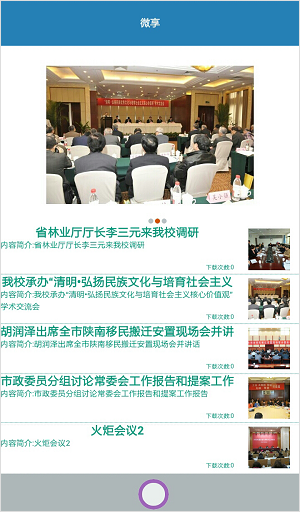 微享
省林业厅厅长李三元来我校调研
内容简介:省林业厅厅长李三元来我校调研
下载次数:0
我校承办“清明•弘扬民族文化与培育社会主义
内容简介:我校承办“清明•弘扬民族文化与培育社会主义核心价值观”
学术交流会
下载次数:0
胡润泽出席全市陕南移民搬迁安置现场会并讲
内容简介:胡润泽出席全市陕南移民搬迁安置现场会并讲话
下载次数:0
市政委员分组讨论常委会工作报告和提案工作
内容简介:市政委员分组讨论常委会工作报告和提案工作报告
下载次数:0
火炬会议2
内容简介:火炬会议2
下载次数:0